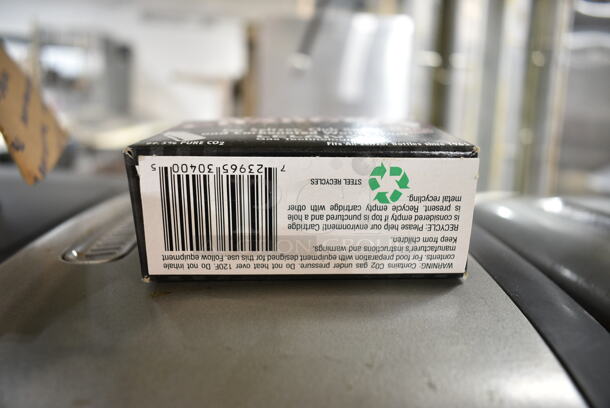 WARNING: Contains CO2 gas under pressure. Do not heat over 120F. Do not inhale
contents. For food preparation with equipment designed for this use. Follow equipment
manufacturer's instructions and warnings.
Keep from children.
RECYCLE: Please help our environment. Cartridge
is considered empty if top is punctured and a hole
is present. Recycle empty cartridge with other
metal recycling.
STEEL RECYCLES
7 23965 30400 5
PURE CO2